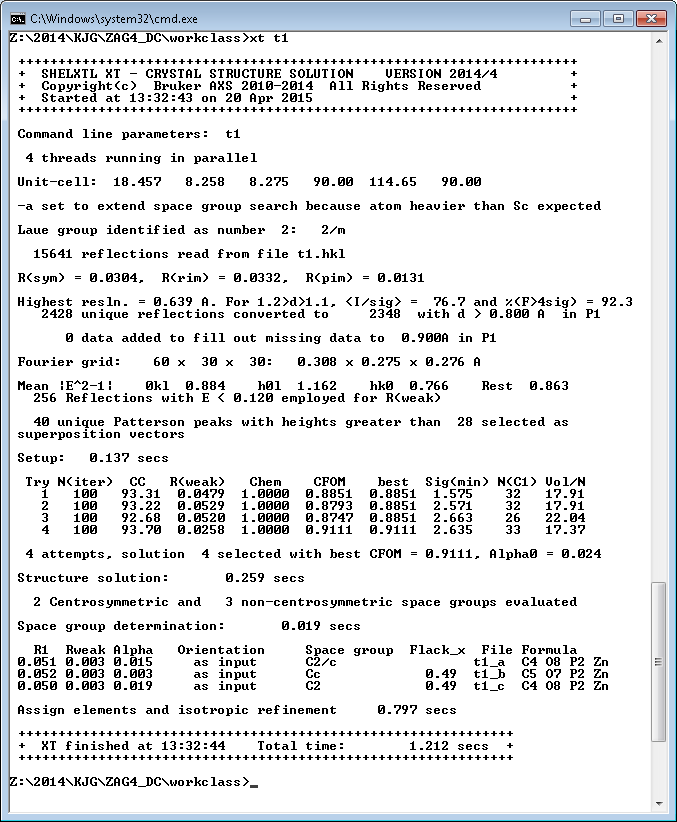 C:\Windows\system32\cmd.exe
Z:\2014\KJG\ZAG4_DC\workclass>xt t1
++++++++++++++++++++++++++++++++++++++++++++++++++++++++++++++++++++++
+  SHELXTL XT - CRYSTAL STRUCTURE SOLUTION    VERSION 2014/4         +
+  Copyright(c)  Bruker AXS 2010-2014  All Rights Reserved           +
+  Started at 13:32:43 on 20 Apr 2015                                +
++++++++++++++++++++++++++++++++++++++++++++++++++++++++++++++++++++++
Command line parameters:  t1
4 threads running in parallel
Unit-cell:  18.457   8.258   8.275   90.00  114.65   90.00
-a set to extend space group search because atom heavier than Sc expected
Laue group identified as number  2:   2/m
15641 reflections read from file t1.hkl
R(sym) = 0.0304,  R(rim) = 0.0332,  R(pim) = 0.0131
Highest resln. = 0.639 A. For 1.2>d>1.1, <I/sig> =  76.7 and %(F)4sig) = 92.3
2428 unique reflections converted to     2348  with d > 0.800 A  in P1
0 data added to fill out missing data to  0.900A in P1
Fourier grid:    60 x  30 x  30:   0.308 x 0.275 x 0.276 A
Mean |E^2-1|    0kl  0.884    h0l  1.162    hk0  0.766    Rest  0.863
256 Reflections with E < 0.120 employed for R(weak)
40 unique Patterson peaks with heights greater than  28 selected as
superposition vectors
Setup:   0.137 secs
Try N(iter)  CC   R(weak)   Chem    CFOM    best  Sig(min)  N(C1)  Vol/N
1   100   93.31  0.0479  1.0000  0.8851  0.8851  1.575    32    17.91
2   100   93.22  0.0529  1.0000  0.8793  0.8851  2.571    32    17.91
3   100   92.68  0.0520  1.0000  0.8747  0.8851  2.663    26    22.04
4   100   93.70  0.0258  1.0000  0.9111  0.9111  2.635    33    17.37
4 attempts, solution  4 selected with best CFOM = 0.9111, Alpha0 = 0.024
Structure solution:       0.259 secs
2 Centrosymmetric and   3 non-centrosymmetric space groups evaluated
Space group determination:       0.019 secs
R1  Rweak Alpha   Orientation     Space group  Flack_x  File Formula
0.051 0.003 0.015     as input      C2/c                 t1_a  C4 O8 P2 Zn
0.052 0.003 0.003     as input      Cc             0.49  t1_b  C5 O7 P2 Zn
0.050 0.003 0.019     as input      C2             0.49  t1_c  C4 O8 P2 Zn
Assign elements and isotropic refinement     0.797 secs
++++++++++++++++++++++++++++++++++++++++++++++++++++++++++++++
+  XT finished at 13:32:44    Total time:        1.212 secs  +
++++++++++++++++++++++++++++++++++++++++++++++++++++++++++++++
Z:\2014\KJG\ZAG4_DC\workclass>_